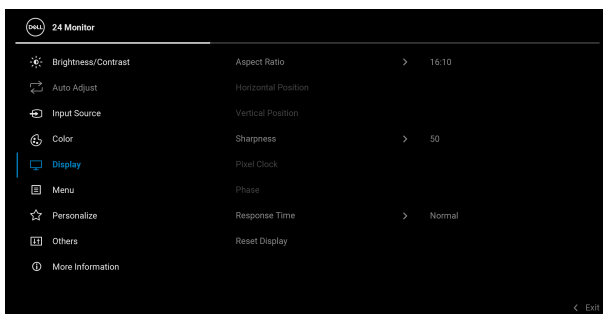 DELL 24 Monitor
Brightness/Contrast Aspect Ratio > 16:10
Auto Adjust Horizontal Position
Input Source Vertical Position
Color Sharpness > 50
Display Pixel Clock
Menu Phase
Personalize Response Time > Normal
Others Reset Display
More Information
< Exit